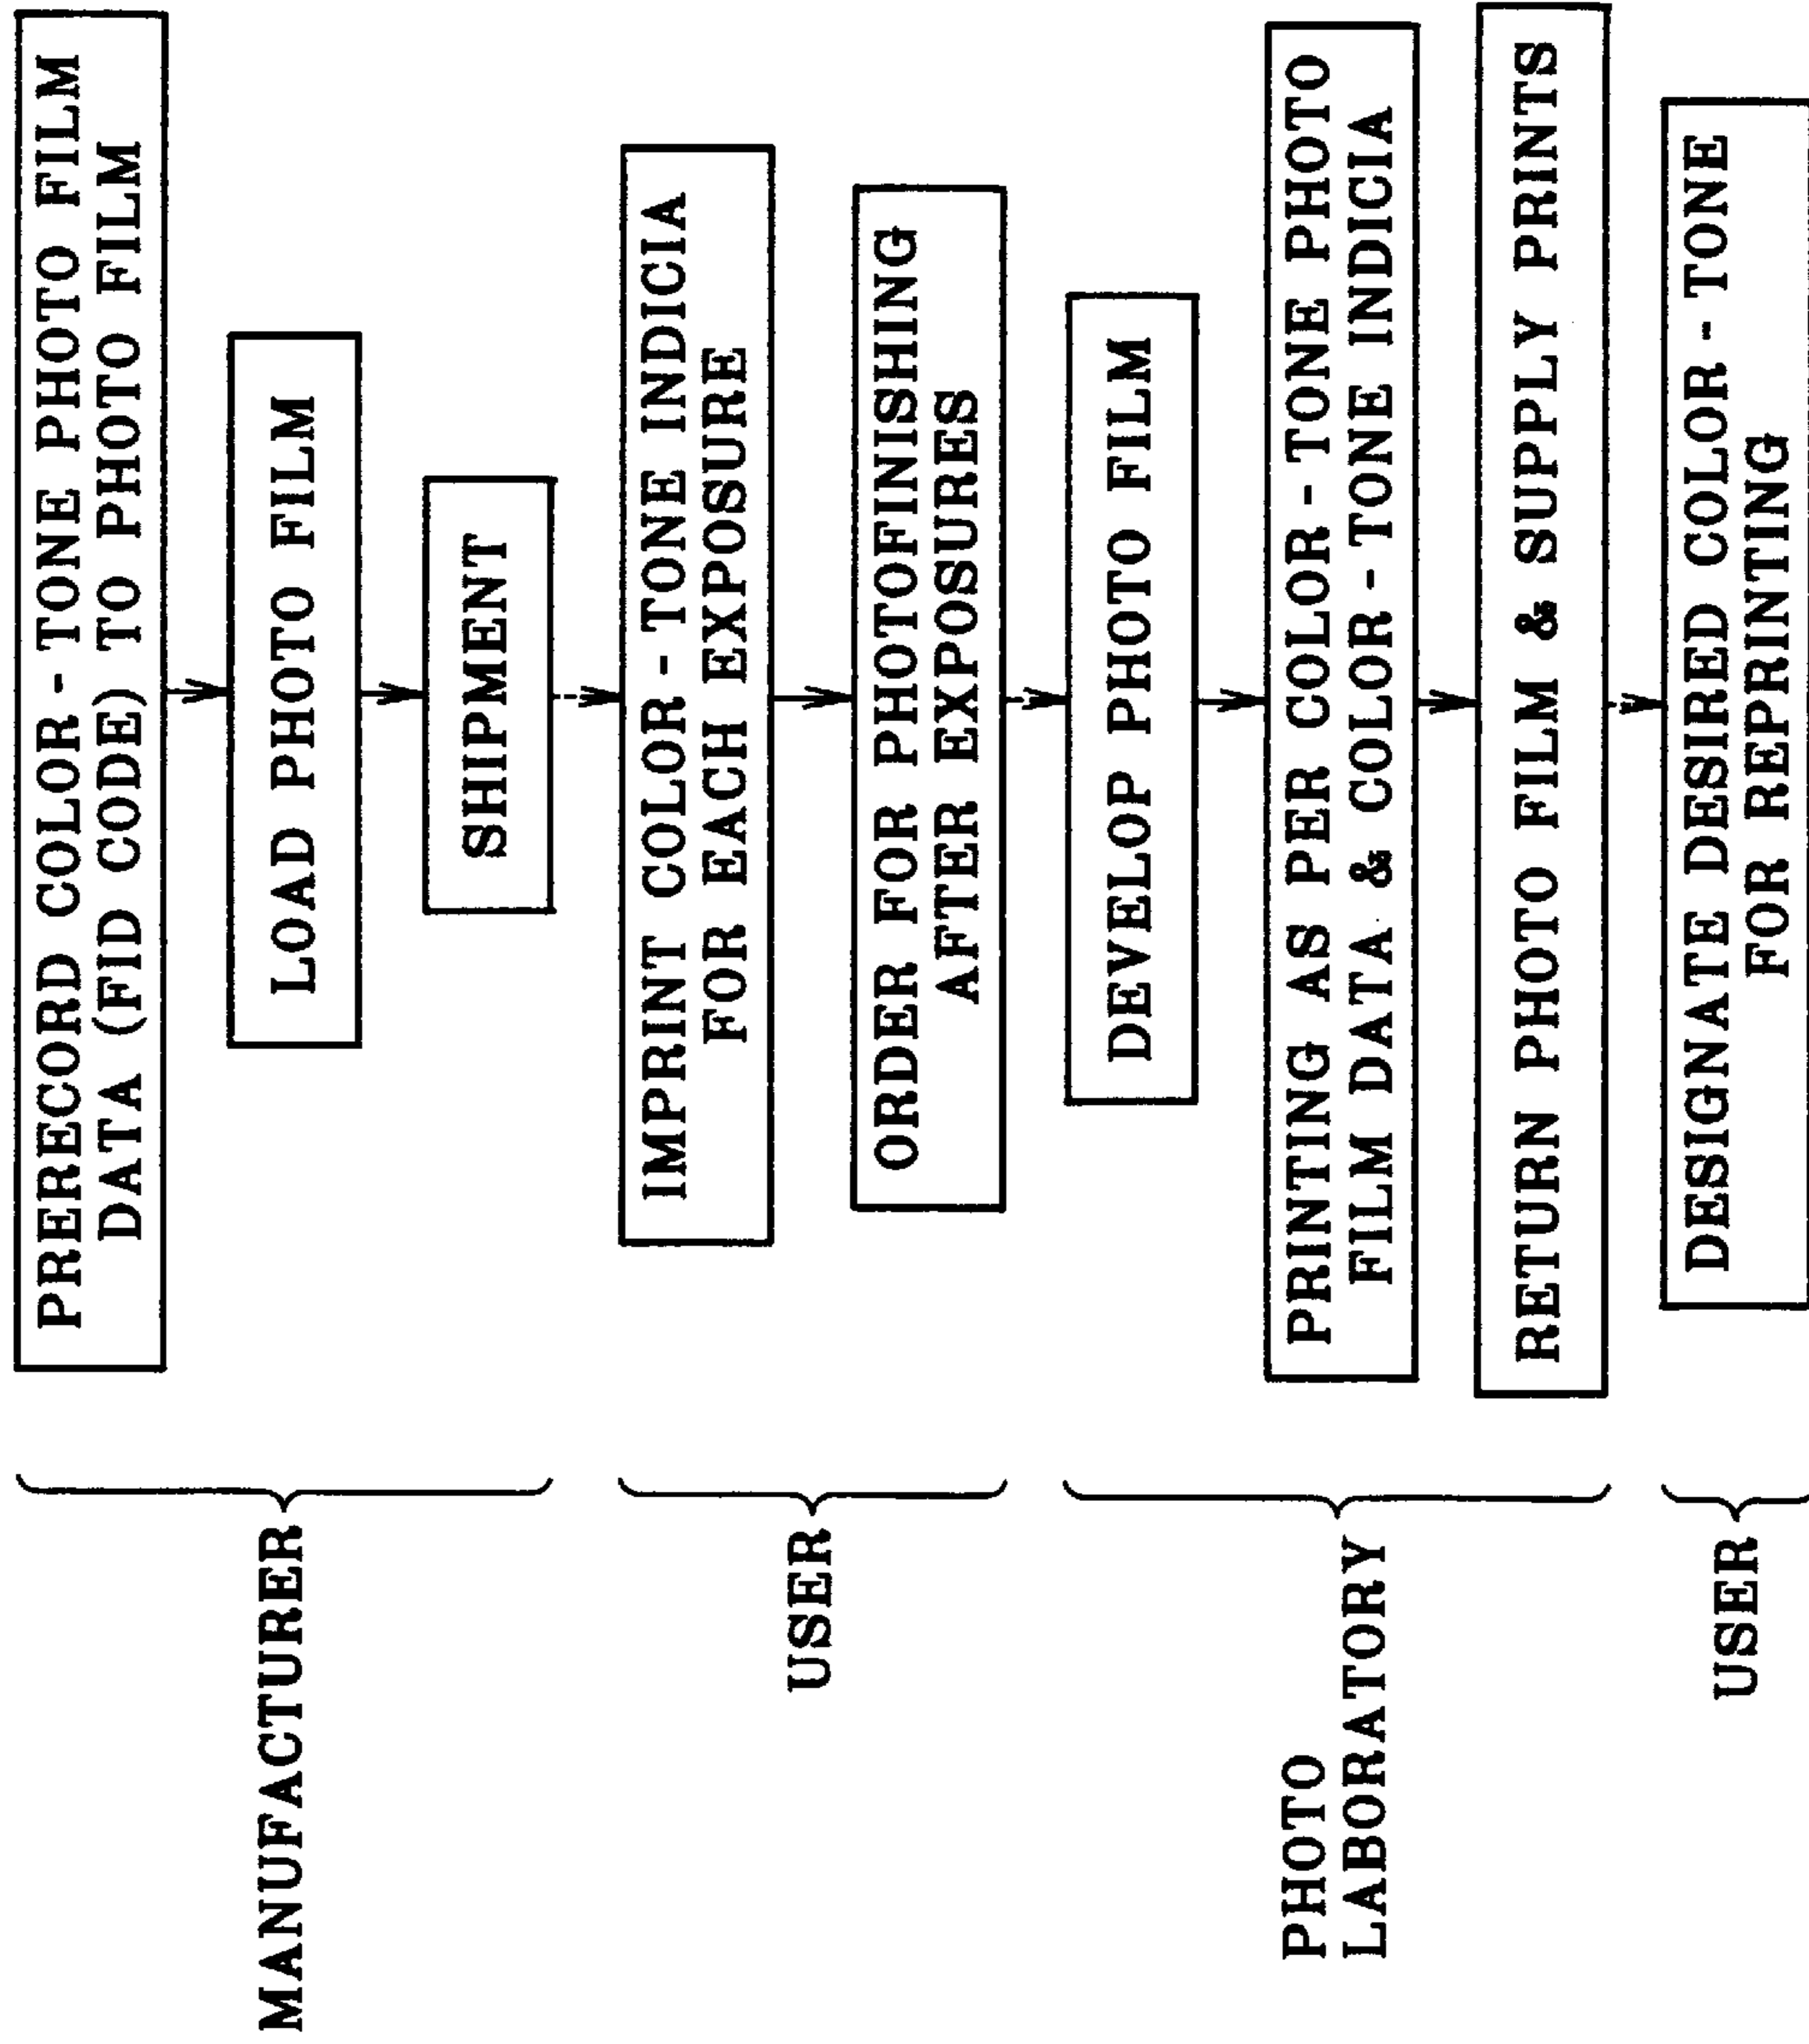 MANUFACTURER
PRERECORD COLOR-TONE PHOTO FILM
DATA (FID CODE) TO PHOTO FILM
LOAD PHOTO FILM
SHIPMENT
USER
IMPRINT COLOR-TONE INDICIA
FOR EACH EXPOSURE
ORDER FOR PHOTOFINISHING
AFTER EXPOSURES
PHOTO
LABORATORY
DEVELOP PHOTO FILM
PRINTING AS PER COLOR-TONE PHOTO
FILM DATA & COLOR-TONE INDICIA
RETURN PHOTO FILM & SUPPLY PRINTS
USER
DESIGNATE DESIRED COLOR-TONE
FOR REPRINTING